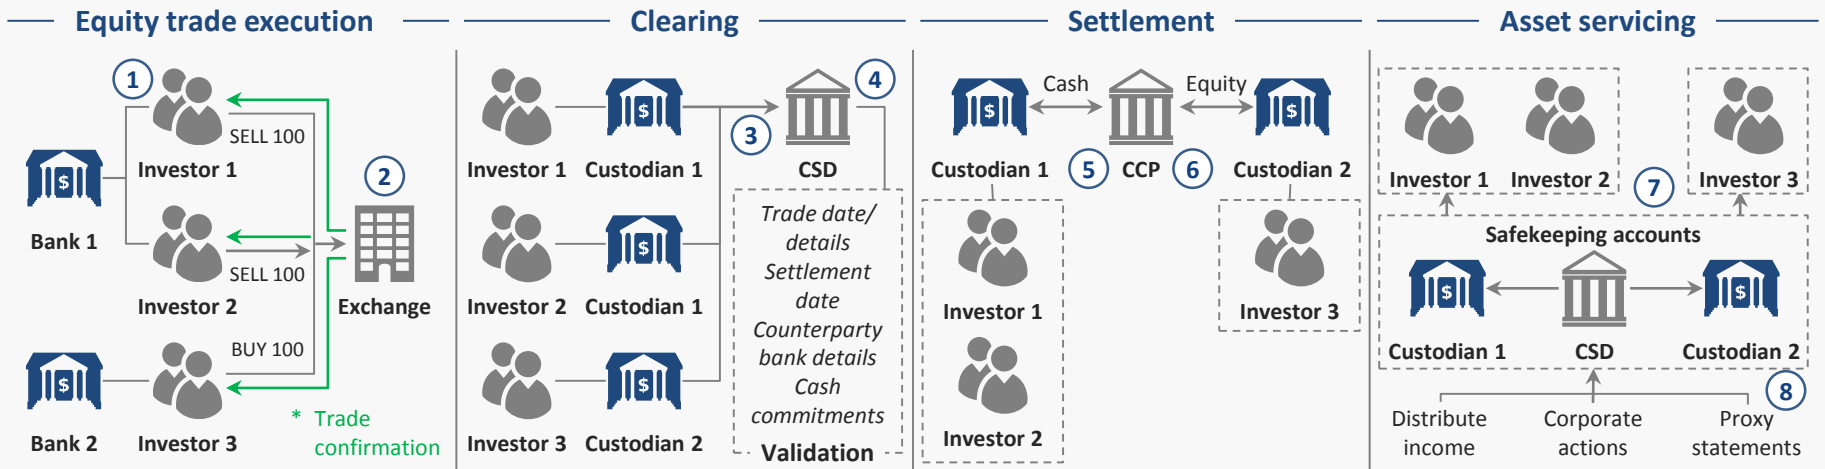 Equity trade execution
1
SELL 100
Investor 1
$
Bank 1
2
SELL 100
Investor 2
Exchange
BUY 100
$
Bank 2
Investor 3
* Trade
confirmation
Clearing
$
4
3
Investor 1
Custodian 1
CSD
$
Investor 2
Custodian 1
$
Investor 3
Custodian 2
Trade date/
details
Settlement
date
Counterparty
bank details
Cash
commitments
Validation
Settlement
$
Cash
Equity
$
Custodian 1
5
CCP
6
Custodian 2
Investor 1
Investor 3
Investor 2
Asset servicing
Investor 1
Investor 2
7
Investor 3
Safekeeping accounts
$
$
Custodian 1
CSD
Custodian 2
8
Distribute
income
Corporate
actions
Proxy
statements